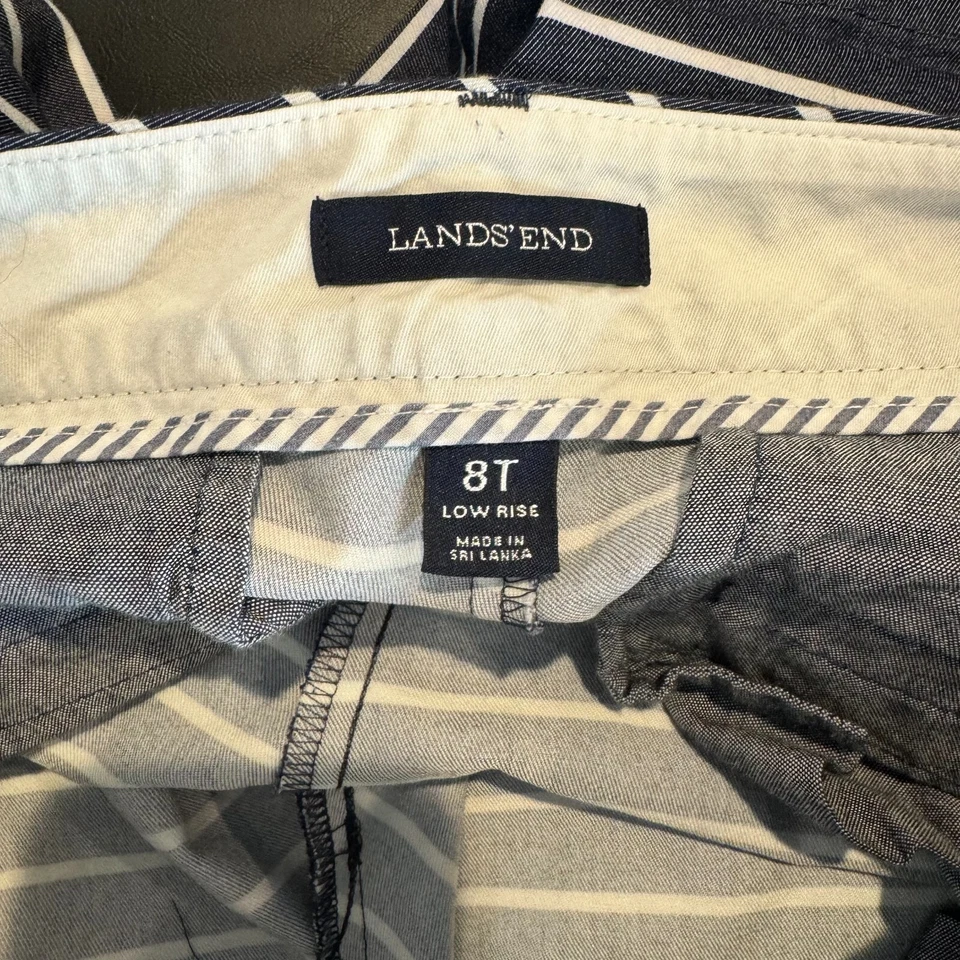 LANDS' END
8T
LOW RISE
MADE IN
SRI LANKA